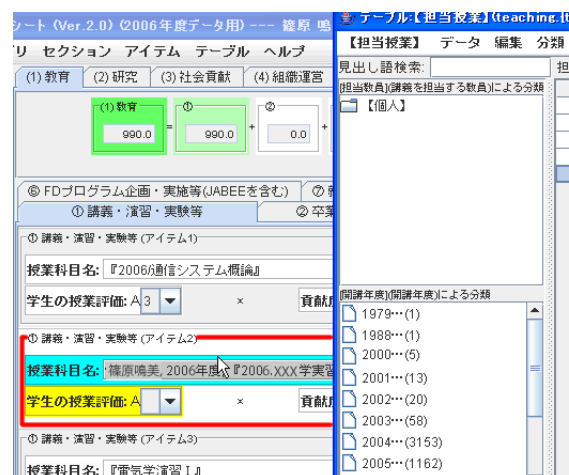 シート (Ver.2.0) (2006年度データ用) --- 篠原 鳴
リ セクション アイテム テーブル ヘルプ
(1) 教育 (2) 研究 (3) 社会貢献 (4) 組織運営
(1) 教育 ① ②
990.0 = 990.0 + 0.0 +
⑥ FDプログラム企画・実施等(JABEEを含む) ⑦
① 講義・演習・実験等 ② 卒業
① 講義・演習・実験等 (アイテム1)
授業科目名: 『2006/通信システム概論』
学生の授業評価: A 3 × 貢献度
① 講義・演習・実験等 (アイテム2)
授業科目名: 篠原鳴美, 2006年度, 『2006.XXX学実習
学生の授業評価: A × 貢献度
① 講義・演習・実験等 (アイテム3)
授業科目名: 『電気学演習 I 』
テーブル:【担当授業】(teaching.[t
【担当授業】 データ 編集 分類
見出し語検索: 担
[担当教員](講義を担当する教員)による分類
【個人】
[開講年度](開講年度)による分類
1979…(1)
1988…(1)
2000…(5)
2001…(13)
2002…(20)
2003…(58)
2004…(3153)
2005…(1162)